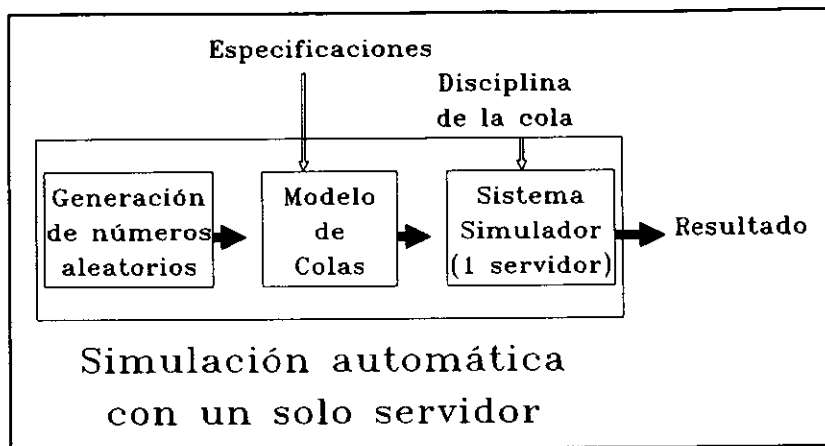 Especificaciones
Disciplina
de la cola
Generación
de números
aleatorios
Modelo
de
Colas
Sistema
Simulador
(1 servidor)
Resultado
Simulación automática
con un solo servidor